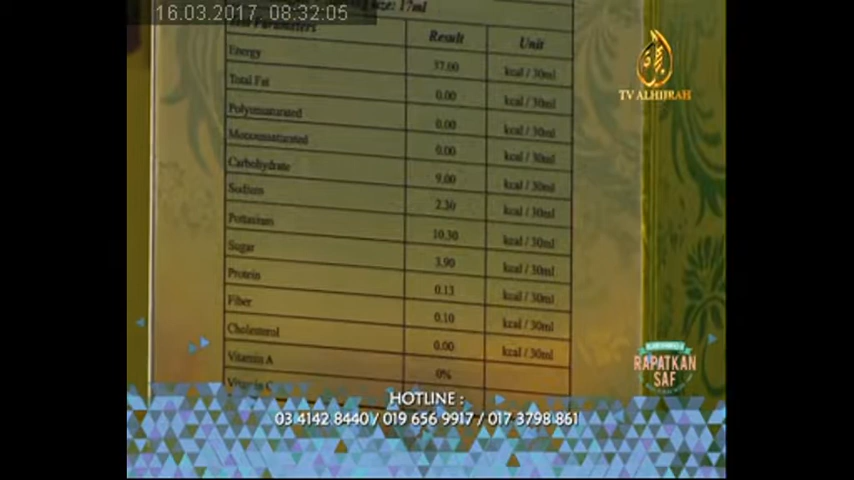 16.03.2017 08:32:05
size: 17ml
Parameters Result Unit
Energy 37.00 kcal / 30ml
Total Fat 0.00 kcal / 30ml
Polyunsaturated 0.00 kcal / 30ml
Monounsaturated 0.00 kcal / 30ml
Carbohydrate 9.00 kcal / 30ml
Sodium 2.30 kcal / 30ml
Pottasium 10.30 kcal / 30ml
Sugar 3.90 kcal / 30ml
Protein 0.13 kcal / 30ml
Fiber 0.10 kcal / 30ml
Cholesterol 0.00 kcal / 30ml
Vitamin A 0%
Vitamin C
TV ALHIJRAH
RAPATKAN
SAF
HOTLINE :
03 4142 8440 / 019 656 9917 / 017 3798 861